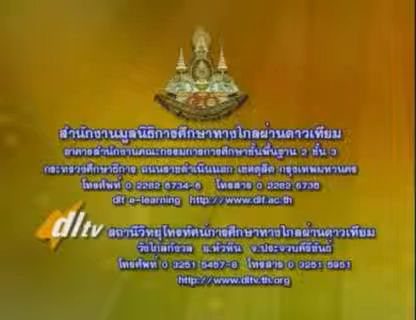 สำนักงานมูลนิธิการศึกษาทางไกลผ่านดาวเทียม
อาคารสำนักงานคณะกรรมการการศึกษาขั้นพื้นฐาน 2 ชั้น 3
กระทรวงศึกษาธิการ ถนนราชดำเนินนอก เขตดุสิต กรุงเทพมหานคร
โทรศัพท์ 0 2282 6734-6 โทรสาร 0 2282 6735
dlf e-learning http://www.dlf.ac.th
dltv สถานีวิทยุโทรทัศน์การศึกษาทางไกลผ่านดาวเทียม
วังไกลกังวล อ.หัวหิน จ.ประจวบคีรีขันธ์
โทรศัพท์ 0 3251 5457-8 โทรสาร 0 3251 5951
http://www.dltv.th.org